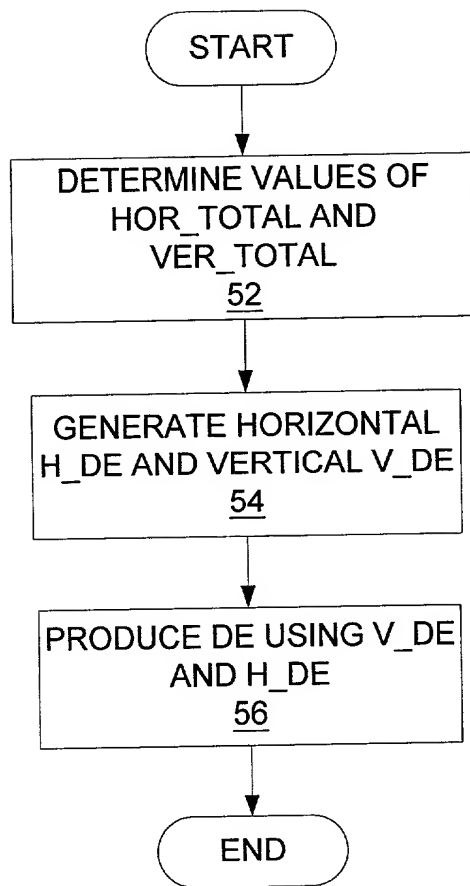 START
DETERMINE VALUES OF
HOR_TOTAL AND
VER_TOTAL
52
GENERATE HORIZONTAL
H_DE AND VERTICAL V_DE
54
PRODUCE DE USING V_DE
AND H_DE
56
END